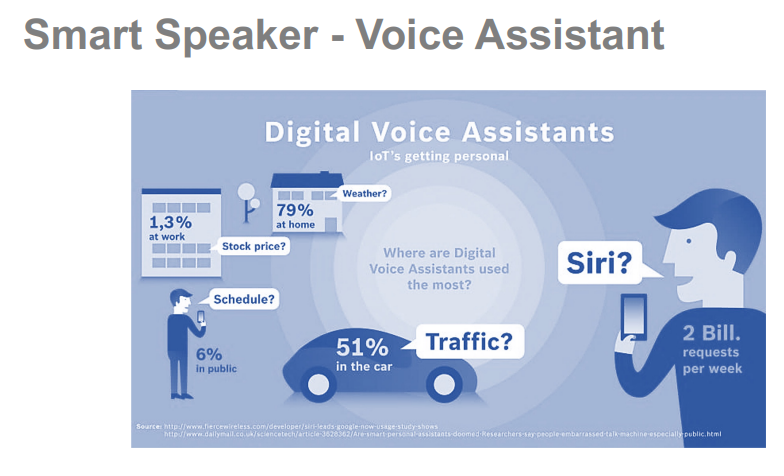 Smart Speaker - Voice Assistant
Digital Voice Assistants
IoT's getting personal
Weather?
79%
at home
1,3%
at work
Stock price?
Where are Digital
Voice Assistants used
the most?
Siri?
Schedule?
6%
in public
51%
in the car
Traffic?
2 Bill.
requests
per week
Source: http://www.fiercewireless.com/developer/siri-leads-google-now-usage-study-shows
http://www.dailymail.co.uk/sciencetech/article-3626362/Are-smart-personal-assistants-doomed-Researchers-say-people-embarrassed-talk-machine-especially-public.html